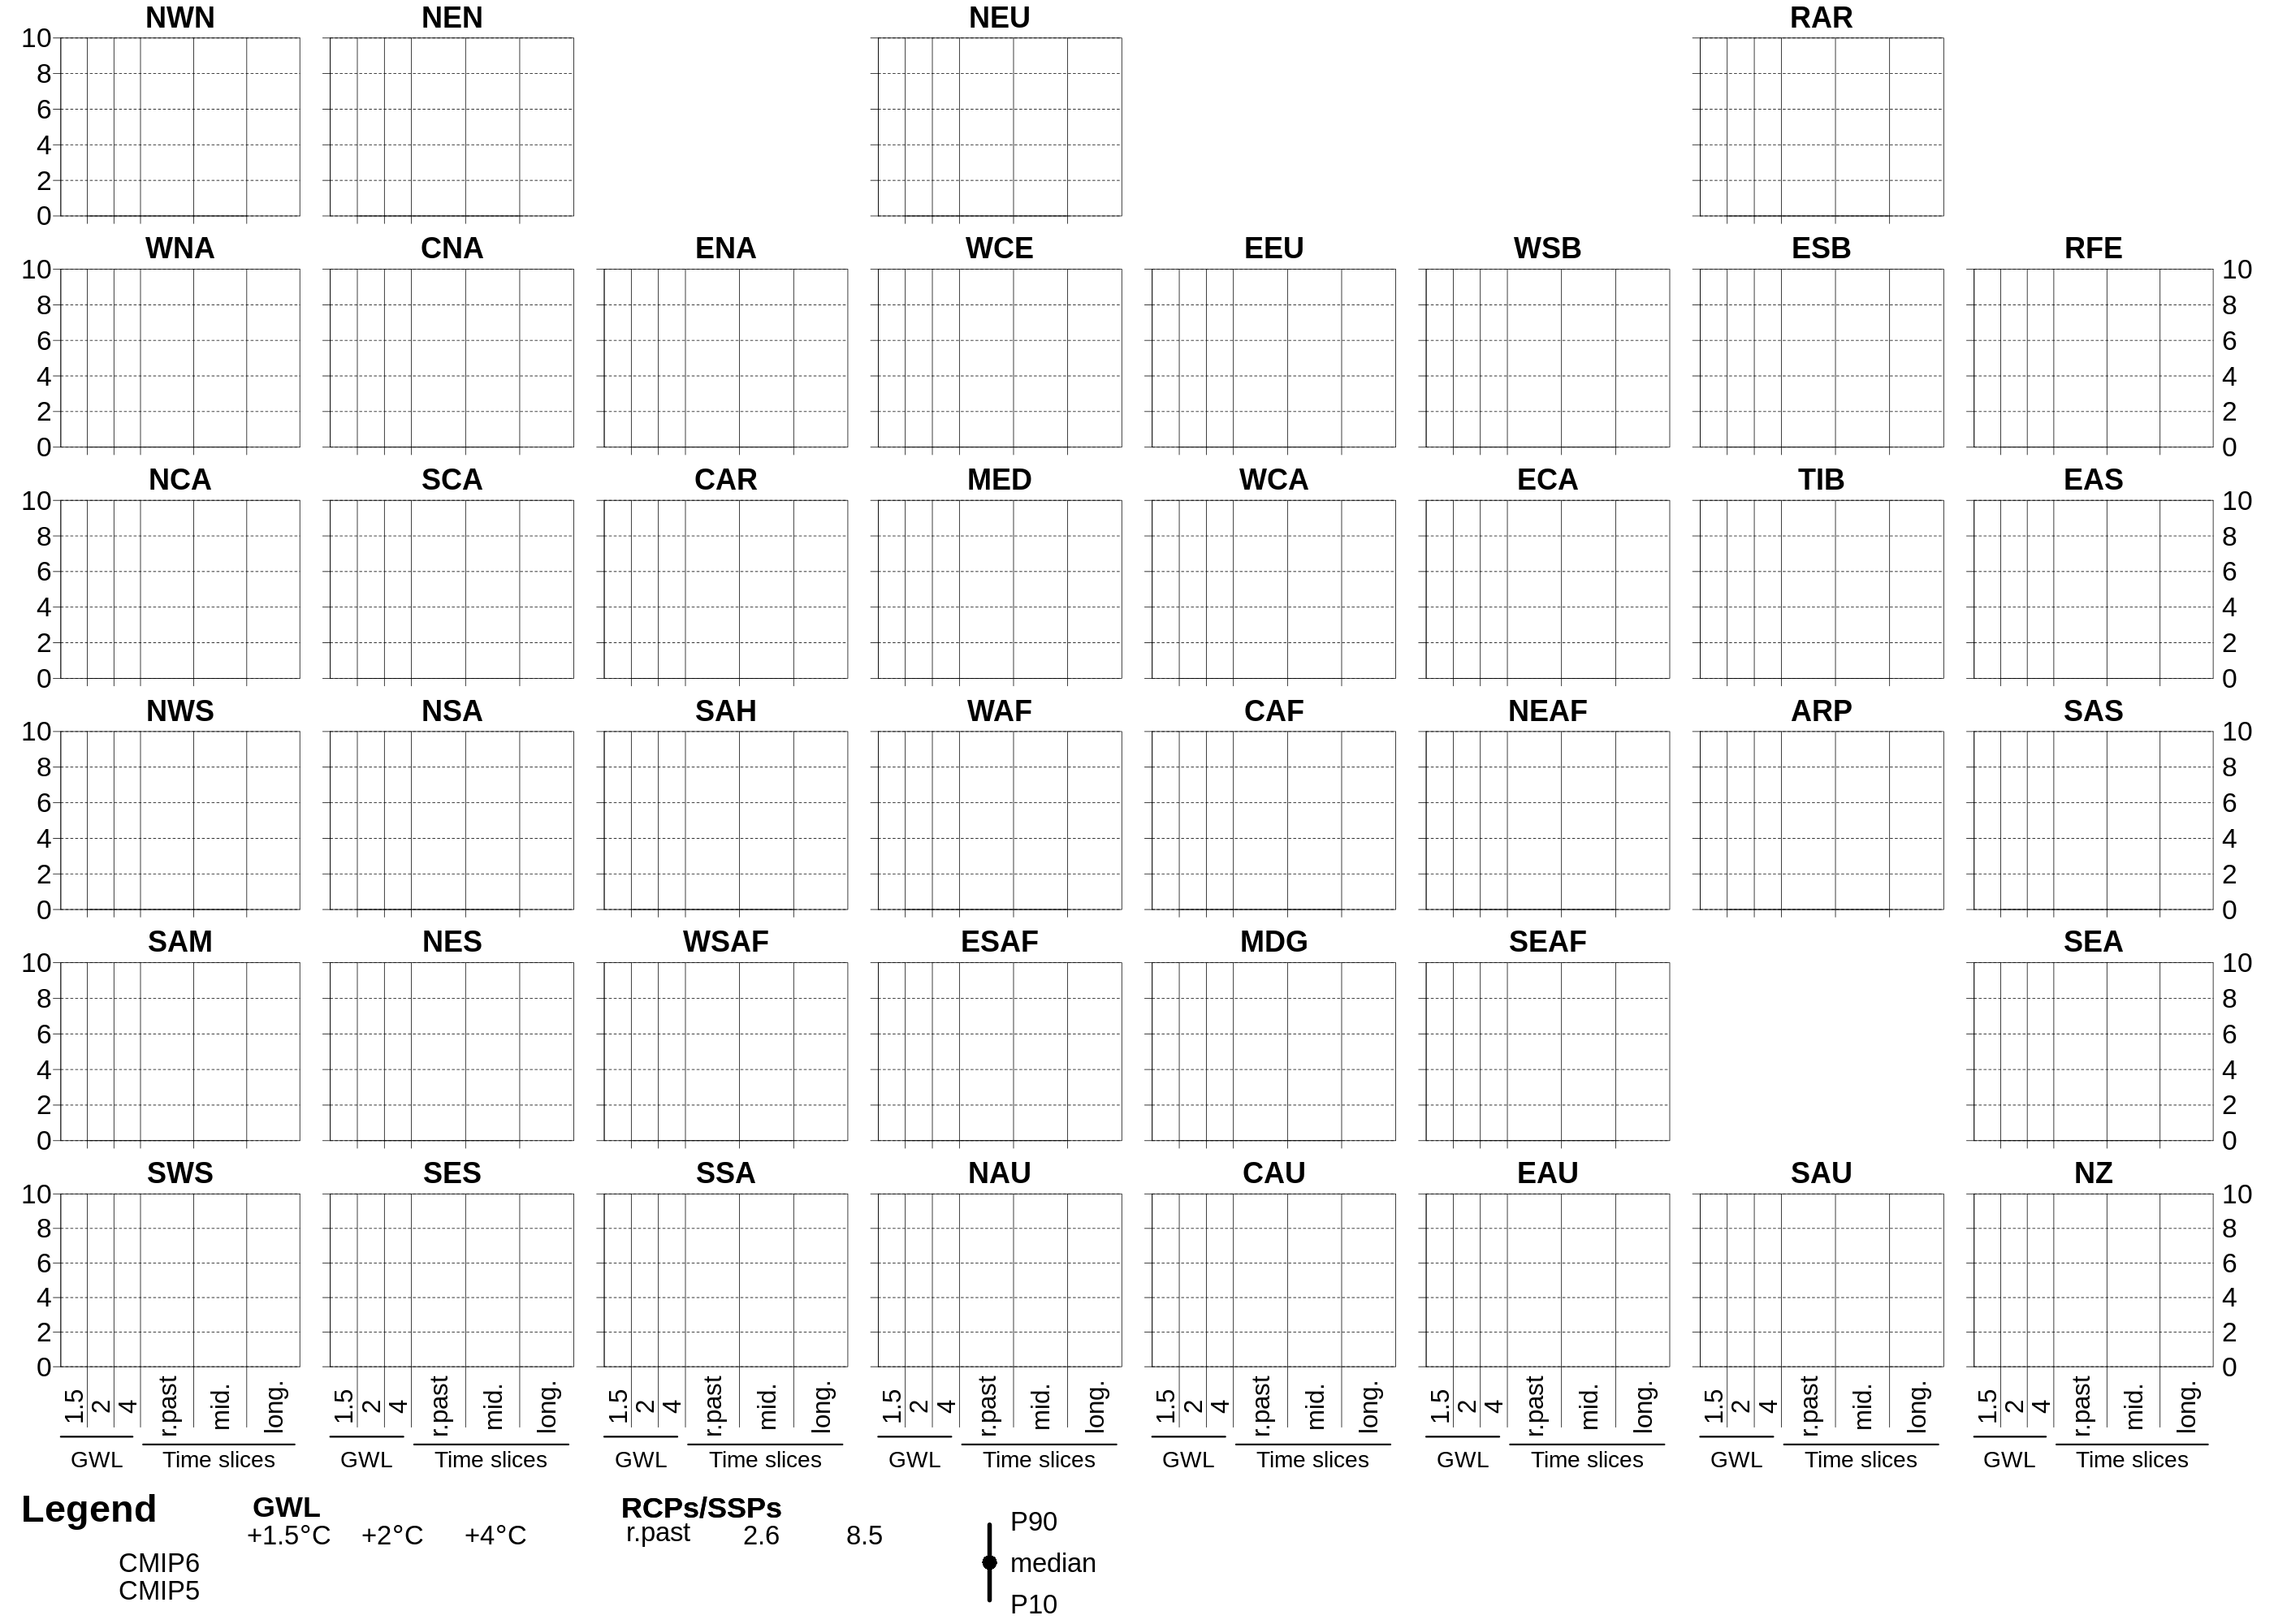 NWN NEN NEU RAR
10
8
6
4
2
0
WNA CNA ENA WCE EEU WSB ESB RFE
10 10
8 8
6 6
4 4
2 2
0 0
NCA SCA CAR MED WCA ECA TIB EAS
10 10
8 8
6 6
4 4
2 2
0 0
NWS NSA SAH WAF CAF NEAF ARP SAS
10 10
8 8
6 6
4 4
2 2
0 0
SAM NES WSAF ESAF MDG SEAF SEA
10 10
8 8
6 6
4 4
2 2
0 0
SWS SES SSA NAU CAU EAU SAU NZ
10 10
8 8
6 6
4 4
2 2
0 0
1.5 2 4 r.past mid. long. 1.5 2 4 r.past mid. long. 1.5 2 4 r.past mid. long. 1.5 2 4 r.past mid. long. 1.5 2 4 r.past mid. long. 1.5 2 4 r.past mid. long. 1.5 2 4 r.past mid. long. 1.5 2 4 r.past mid. long.
GWL Time slices GWL Time slices GWL Time slices GWL Time slices GWL Time slices GWL Time slices GWL Time slices GWL Time slices
Legend GWL RCPs/SSPs
+1.5°C +2°C +4°C r.past 2.6 8.5
P90
CMIP6 median
CMIP5
P10